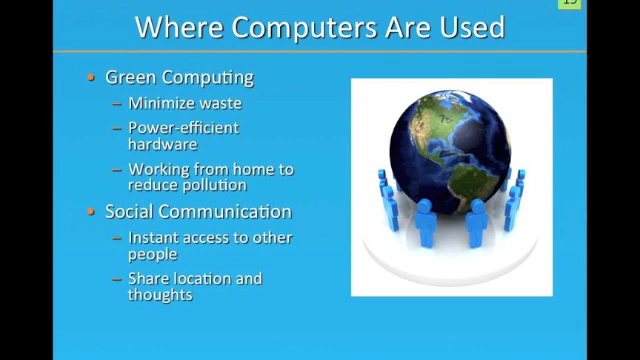 15
Where Computers Are Used
• Green Computing
– Minimize waste
– Power-efficient
hardware
– Working from home to
reduce pollution
• Social Communication
– Instant access to other
people
– Share location and
thoughts